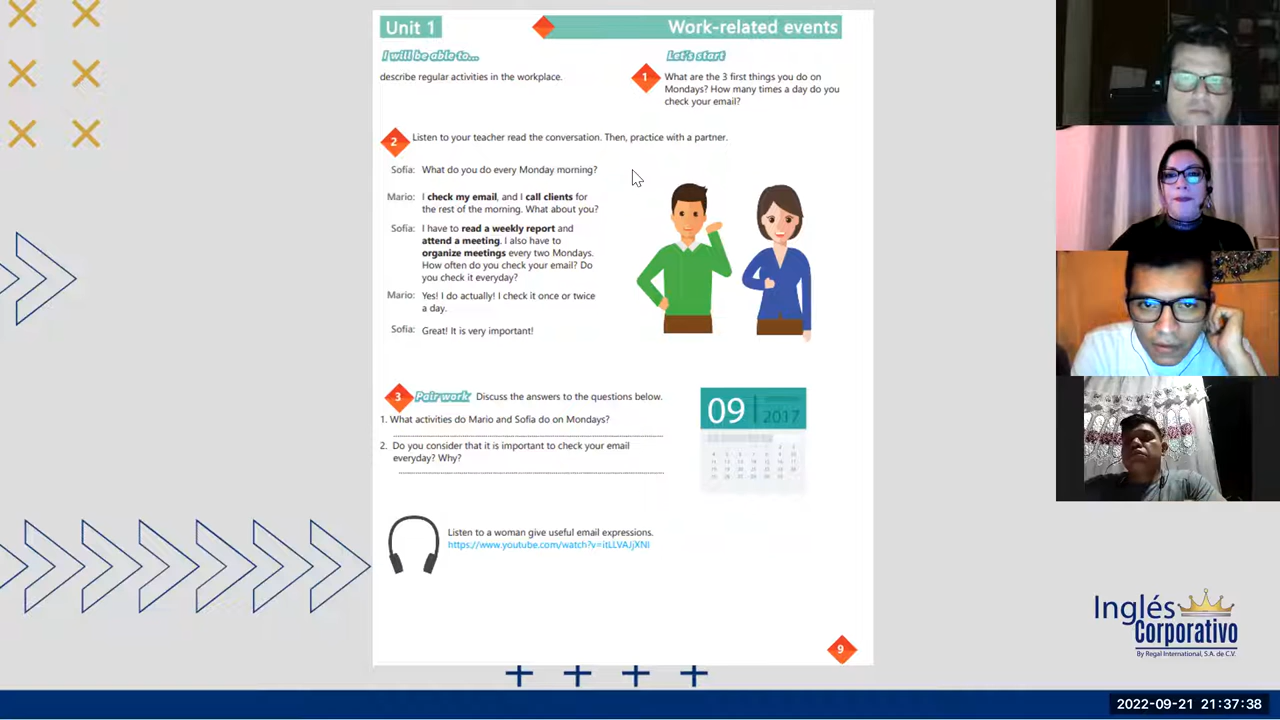 Unit 1
Work-related events
I will be able to...
describe regular activities in the workplace.
Let's start
1
What are the 3 first things you do on
Mondays? How many times a day do you
check your email?
2
Listen to your teacher read the conversation. Then, practice with a partner.
Sofía: What do you do every Monday morning?
Mario: I check my email, and I call clients for
the rest of the morning. What about you?
Sofía: I have to read a weekly report and
attend a meeting. I also have to
organize meetings every two Mondays.
How often do you check your email? Do
you check it everyday?
Mario: Yes! I do actually! I check it once or twice
a day.
Sofía: Great! It is very important!
3
Pair work Discuss the answers to the questions below.
1. What activities do Mario and Sofía do on Mondays?
2. Do you consider that it is important to check your email
everyday? Why?
09
2017
Listen to a woman give useful email expressions.
https://www.youtube.com/watch?v=itLLVAJjXNI
9
Inglés
Corporativo
By Regal International, S.A. de C.V.
2022-09-21 21:37:38